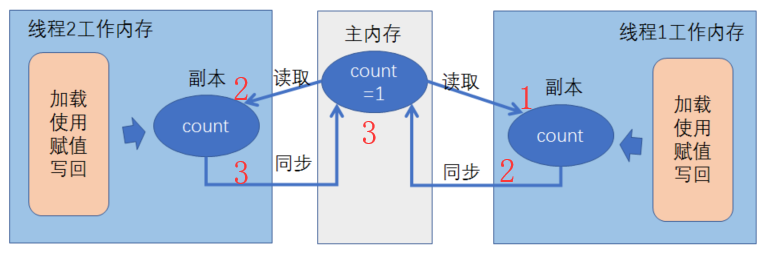 线程2工作内存
加载
使用
赋值
写回
副本
2
count
3
读取
同步
主内存
count
=1
3
读取
同步
线程1工作内存
1
副本
count
2
加载
使用
赋值
写回